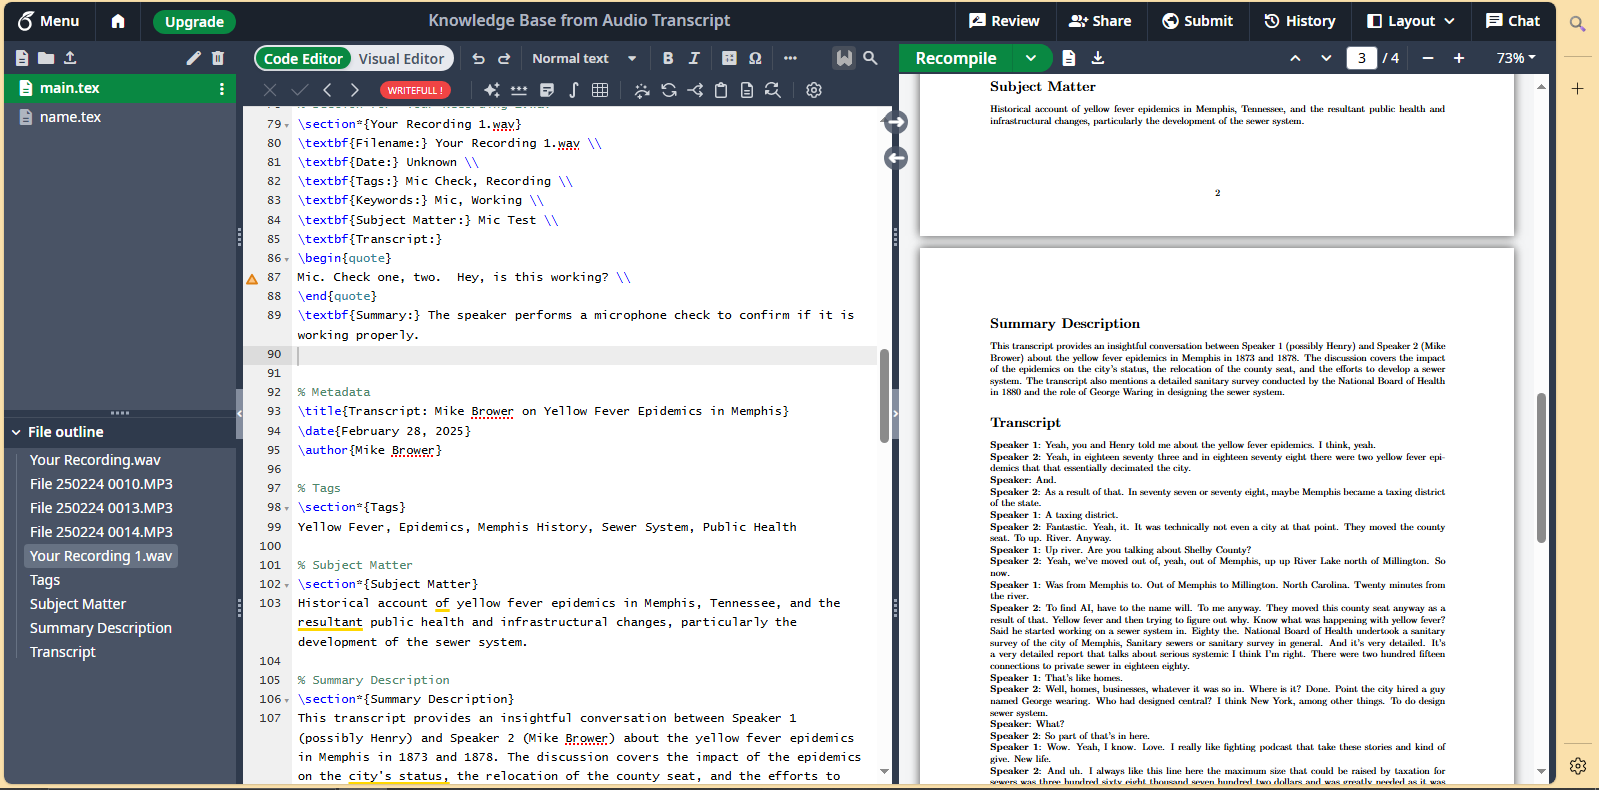 Menu
Upgrade
Knowledge Base from Audio Transcript
Review
Share
Submit
History
Layout
Chat
Code Editor
Visual Editor
Normal text
B
I
Ω
Recompile
3
/ 4
73%
WRITEFULL !
main.tex
name.tex
File outline
Your Recording.wav
File 250224 0010.MP3
File 250224 0013.MP3
File 250224 0014.MP3
Your Recording 1.wav
Tags
Subject Matter
Summary Description
Transcript
79 \section*{Your Recording 1.wav}
80 \textbf{Filename:} Your Recording 1.wav \\
81 \textbf{Date:} Unknown \\
82 \textbf{Tags:} Mic Check, Recording \\
83 \textbf{Keywords:} Mic, Working \\
84 \textbf{Subject Matter:} Mic Test \\
85 \textbf{Transcript:}
86 \begin{quote}
87 Mic. Check one, two.  Hey, is this working? \\
88 \end{quote}
89 \textbf{Summary:} The speaker performs a microphone check to confirm if it is
working properly.
90
91
92 % Metadata
93 \title{Transcript: Mike Brower on Yellow Fever Epidemics in Memphis}
94 \date{February 28, 2025}
95 \author{Mike Brower}
96
97 % Tags
98 \section*{Tags}
99 Yellow Fever, Epidemics, Memphis History, Sewer System, Public Health
100
101 % Subject Matter
102 \section*{Subject Matter}
103 Historical account of yellow fever epidemics in Memphis, Tennessee, and the
resultant public health and infrastructural changes, particularly the
development of the sewer system.
104
105 % Summary Description
106 \section*{Summary Description}
107 This transcript provides an insightful conversation between Speaker 1
(possibly Henry) and Speaker 2 (Mike Brower) about the yellow fever epidemics
in Memphis in 1873 and 1878. The discussion covers the impact of the epidemics
on the city's status, the relocation of the county seat, and the efforts to
Subject Matter
Historical account of yellow fever epidemics in Memphis, Tennessee, and the resultant public health and
infrastructural changes, particularly the development of the sewer system.
2
Summary Description
This transcript provides an insightful conversation between Speaker 1 (possibly Henry) and Speaker 2 (Mike
Brower) about the yellow fever epidemics in Memphis in 1873 and 1878. The discussion covers the impact
of the epidemics on the city's status, the relocation of the county seat, and the efforts to develop a sewer
system. The transcript also mentions a detailed sanitary survey conducted by the National Board of Health
in 1880 and the role of George Waring in designing the sewer system.
Transcript
Speaker 1: Yeah, you and Henry told me about the yellow fever epidemics. I think, yeah.
Speaker 2: Yeah, in eighteen seventy three and in eighteen seventy eight there were two yellow fever epi-
demics that that essentially decimated the city.
Speaker: And.
Speaker 2: As a result of that. In seventy seven or seventy eight, maybe Memphis became a taxing district
of the state.
Speaker 1: A taxing district.
Speaker 2: Fantastic. Yeah, it. It was technically not even a city at that point. They moved the county
seat. To up. River. Anyway.
Speaker 1: Up river. Are you talking about Shelby County?
Speaker 2: Yeah, we've moved out of, yeah, out of Memphis, up up River Lake north of Millington. So
now.
Speaker 1: Was from Memphis to. Out of Memphis to Millington. North Carolina. Twenty minutes from
the river.
Speaker 2: To find AI, have to the name will. To me anyway. They moved this county seat anyway as a
result of that. Yellow fever and then trying to figure out why. Know what was happening with yellow fever?
Said he started working on a sewer system in. Eighty the. National Board of Health undertook a sanitary
survey of the city of Memphis, Sanitary sewers or sanitary survey in general. And it's very detailed. It's
a very detailed report that talks about serious systemic I think I'm right. There were two hundred fifteen
connections to private sewer in eighteen eighty.
Speaker 1: That's like homes.
Speaker 2: Well, homes, businesses, whatever it was so in. Where is it? Done. Point the city hired a guy
named George wearing. Who had designed central? I think New York, among other things. To do design
sewer system.
Speaker: What?
Speaker 2: So part of that's in here.
Speaker 1: Wow. Yeah, I know. Love. I really like fighting podcast that take these stories and kind of
give. New life.
Speaker 2: And uh. I always like this line here the maximum size that could be raised by taxation for
sewers was three hundred sixty eight thousand seven hundred two dollars and was greatly needed as it was